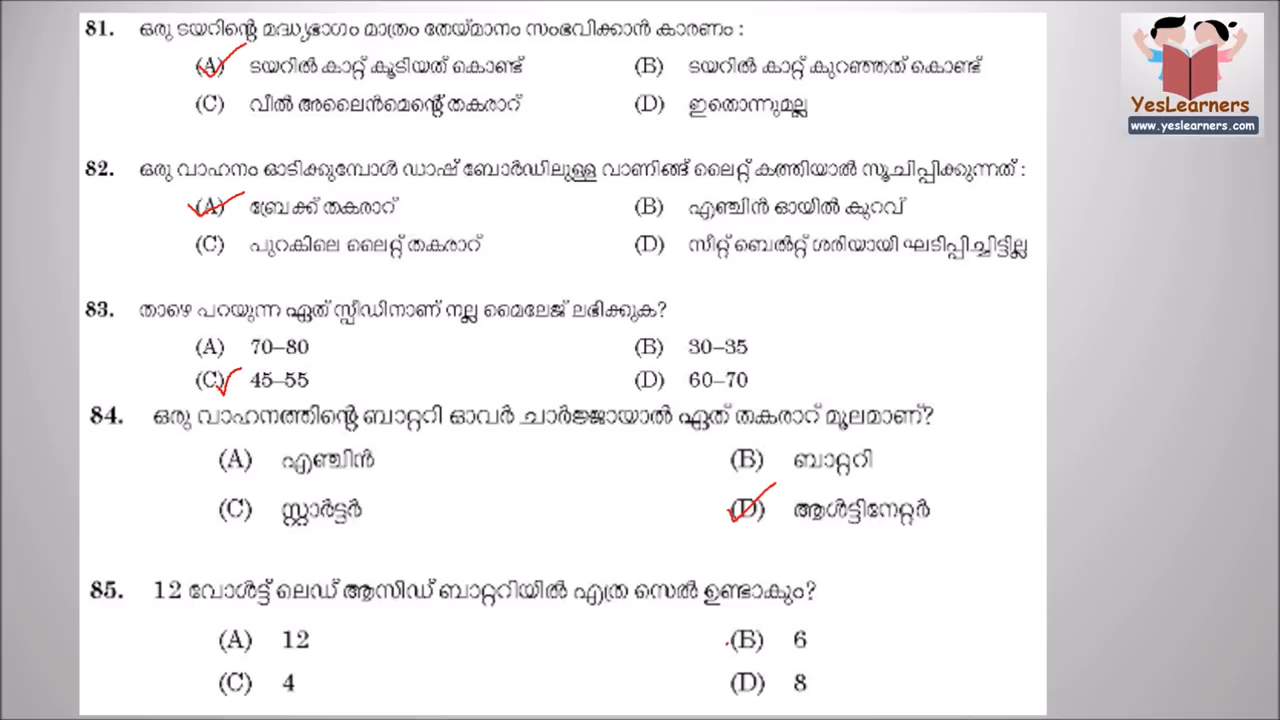 81. ഒരു ടയറിന്റെ മദ്ധ്യഭാഗം മാത്രം തേയ്മാനം സംഭവിക്കാൻ കാരണം :
(A) ടയറിൽ കാറ്റ് കൂടിയത് കൊണ്ട് (B) ടയറിൽ കാറ്റ് കുറഞ്ഞത് കൊണ്ട്
(C) വീൽ അലൈൻമെന്റ് തകരാറ് (D) ഇതൊന്നുമല്ല
YesLearners
www.yeslearners.com
82. ഒരു വാഹനം ഓടിക്കുമ്പോൾ ഡാഷ് ബോർഡിലുള്ള വാണിങ്ങ് ലൈറ്റ് കത്തിയാൽ സൂചിപ്പിക്കുന്നത് :
(A) ബ്രേക്ക് തകരാറ് (B) എഞ്ചിൻ ഓയിൽ കുറവ്
(C) പുറകിലെ ലൈറ്റ് തകരാറ് (D) സീറ്റ് ബെൽറ്റ് ശരിയായി ഘടിപ്പിച്ചിട്ടില്ല
83. താഴെ പറയുന്ന ഏത് സ്പീഡിനാണ് നല്ല മൈലേജ് ലഭിക്കുക?
(A) 70–80 (B) 30–35
(C) 45–55 (D) 60–70
84. ഒരു വാഹനത്തിന്റെ ബാറ്ററി ഓവർ ചാർജ്ജായാൽ ഏത് തകരാറ് മൂലമാണ്?
(A) എഞ്ചിൻ (B) ബാറ്ററി
(C) സ്റ്റാർട്ടർ (D) ആൾട്ടിനേറ്റർ
85. 12 വോൾട്ട് ലെഡ് ആസിഡ് ബാറ്ററിയിൽ എത്ര സെൽ ഉണ്ടാകും?
(A) 12 (B) 6
(C) 4 (D) 8